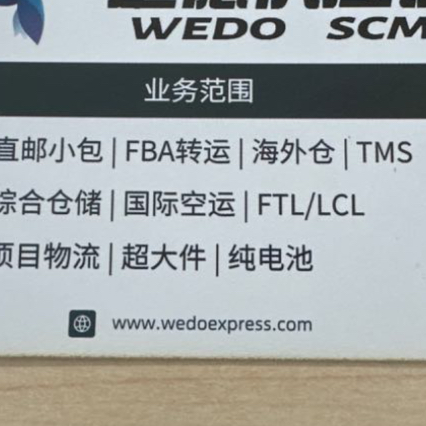 WEDO SCM
业务范围
直邮小包 | FBA转运 | 海外仓 | TMS
综合仓储 | 国际空运 | FTL/LCL
项目物流 | 超大件 | 纯电池
www.wedoexpress.com